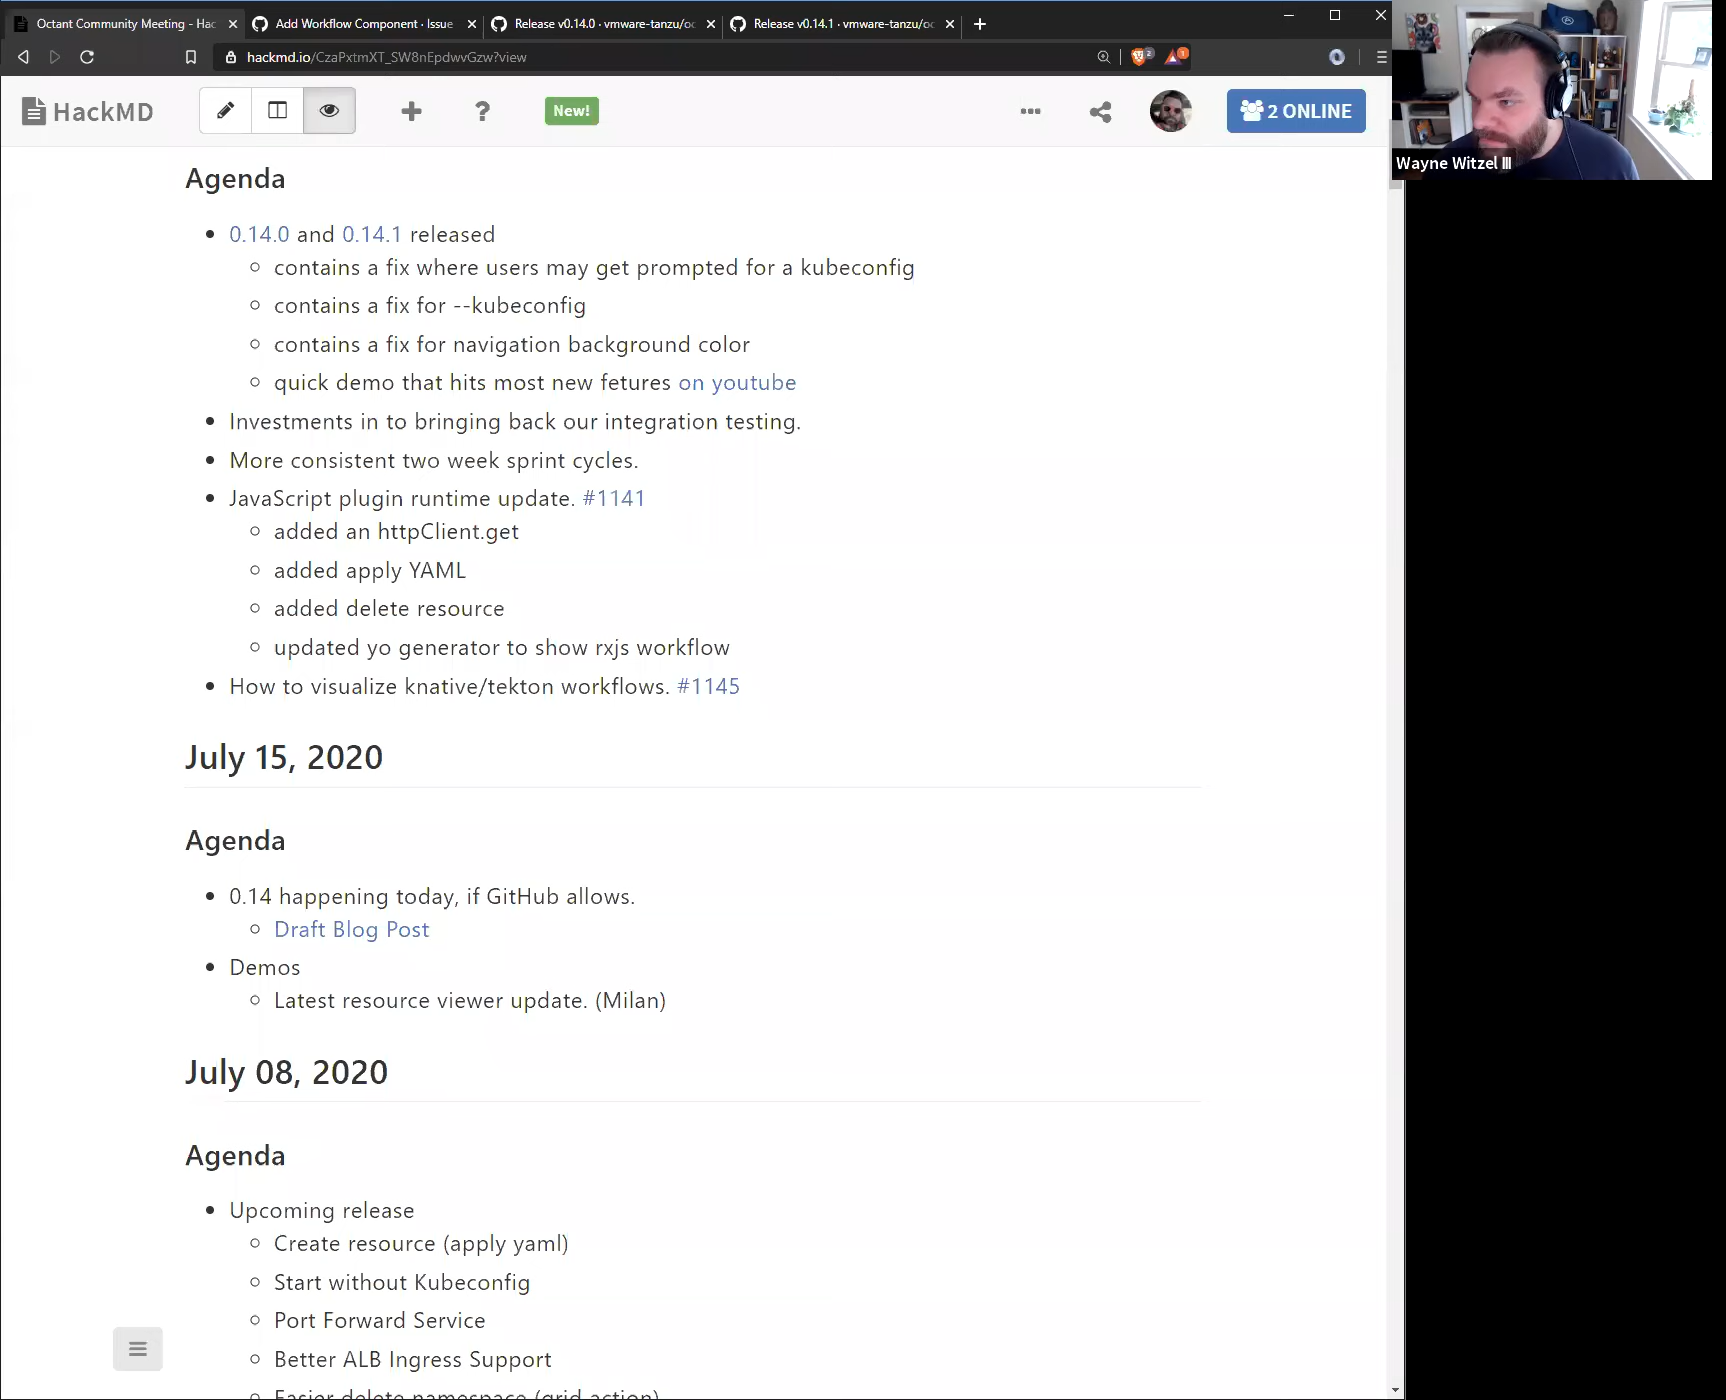 Octant Community Meeting - Hac
Add Workflow Component · Issue
Release v0.14.0 · vmware-tanzu/oc
Release v0.14.1 · vmware-tanzu/oc
hackmd.io/CzaPxtmXT_SW8nEpdwvGzw?view
2
1
HackMD
New!
2 ONLINE
Wayne Witzel III
Agenda
0.14.0 and 0.14.1 released
contains a fix where users may get prompted for a kubeconfig
contains a fix for --kubeconfig
contains a fix for navigation background color
quick demo that hits most new fetures on youtube
Investments in to bringing back our integration testing.
More consistent two week sprint cycles.
JavaScript plugin runtime update. #1141
added an httpClient.get
added apply YAML
added delete resource
updated yo generator to show rxjs workflow
How to visualize knative/tekton workflows. #1145
July 15, 2020
Agenda
0.14 happening today, if GitHub allows.
Draft Blog Post
Demos
Latest resource viewer update. (Milan)
July 08, 2020
Agenda
Upcoming release
Create resource (apply yaml)
Start without Kubeconfig
Port Forward Service
Better ALB Ingress Support
Easier delete namespace (grid action)